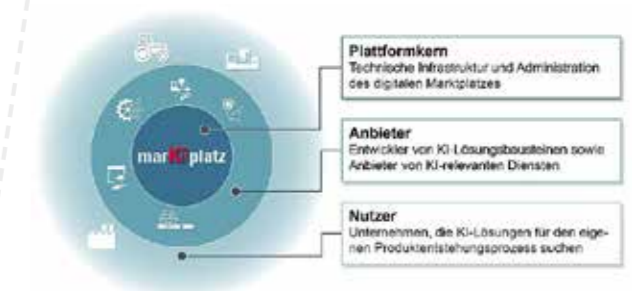 marKIplatz
Plattformkern
Technische Infrastruktur und Administration
des digitalen Marktplatzes
Anbieter
Entwickler von KI-Lösungsbausteinen sowie
Anbieter von KI-relevanten Diensten
Nutzer
Unternehmen, die KI-Lösungen für den eige-
nen Produktentstehungsprozess suchen